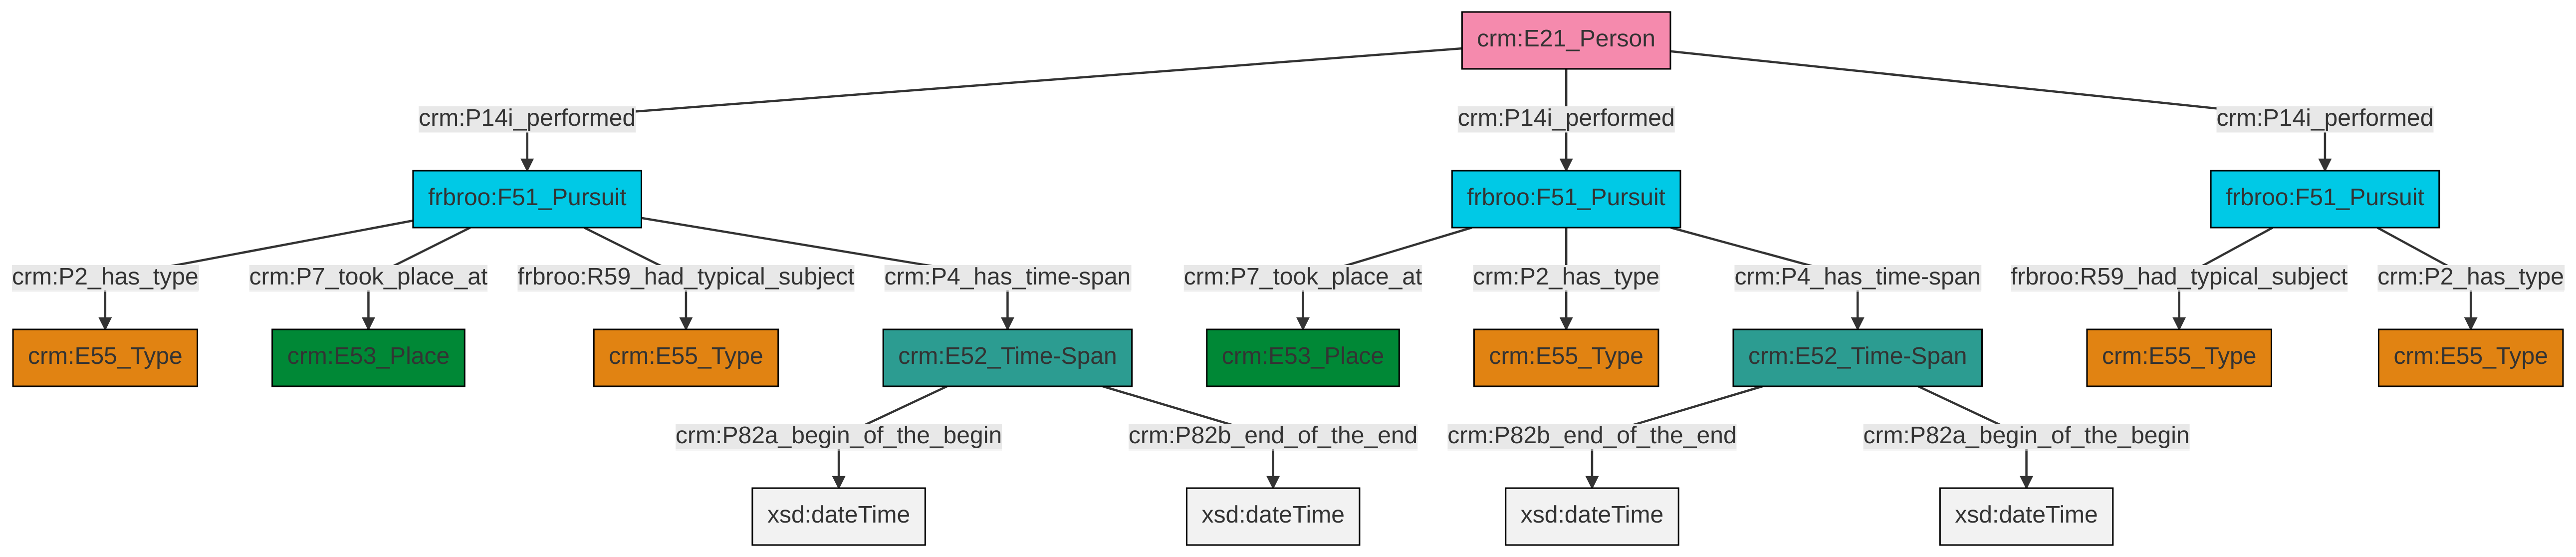 crm:E21_Person
crm:P14i_performed
crm:P14i_performed
crm:P14i_performed
frbroo:F51_Pursuit
frbroo:F51_Pursuit
frbroo:F51_Pursuit
crm:P2_has_type
crm:P7_took_place_at
frbroo:R59_had_typical_subject
crm:P4_has_time-span
crm:P7_took_place_at
crm:P2_has_type
crm:P4_has_time-span
frbroo:R59_had_typical_subject
crm:P2_has_type
crm:E55_Type
crm:E53_Place
crm:E55_Type
crm:E52_Time-Span
crm:E53_Place
crm:E55_Type
crm:E52_Time-Span
crm:E55_Type
crm:E55_Type
crm:P82a_begin_of_the_begin
crm:P82b_end_of_the_end
crm:P82b_end_of_the_end
crm:P82a_begin_of_the_begin
xsd:dateTime
xsd:dateTime
xsd:dateTime
xsd:dateTime